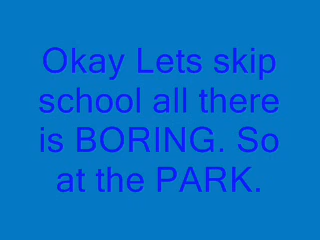 Okay Lets skip
school all there
is BORING. So
at the PARK.